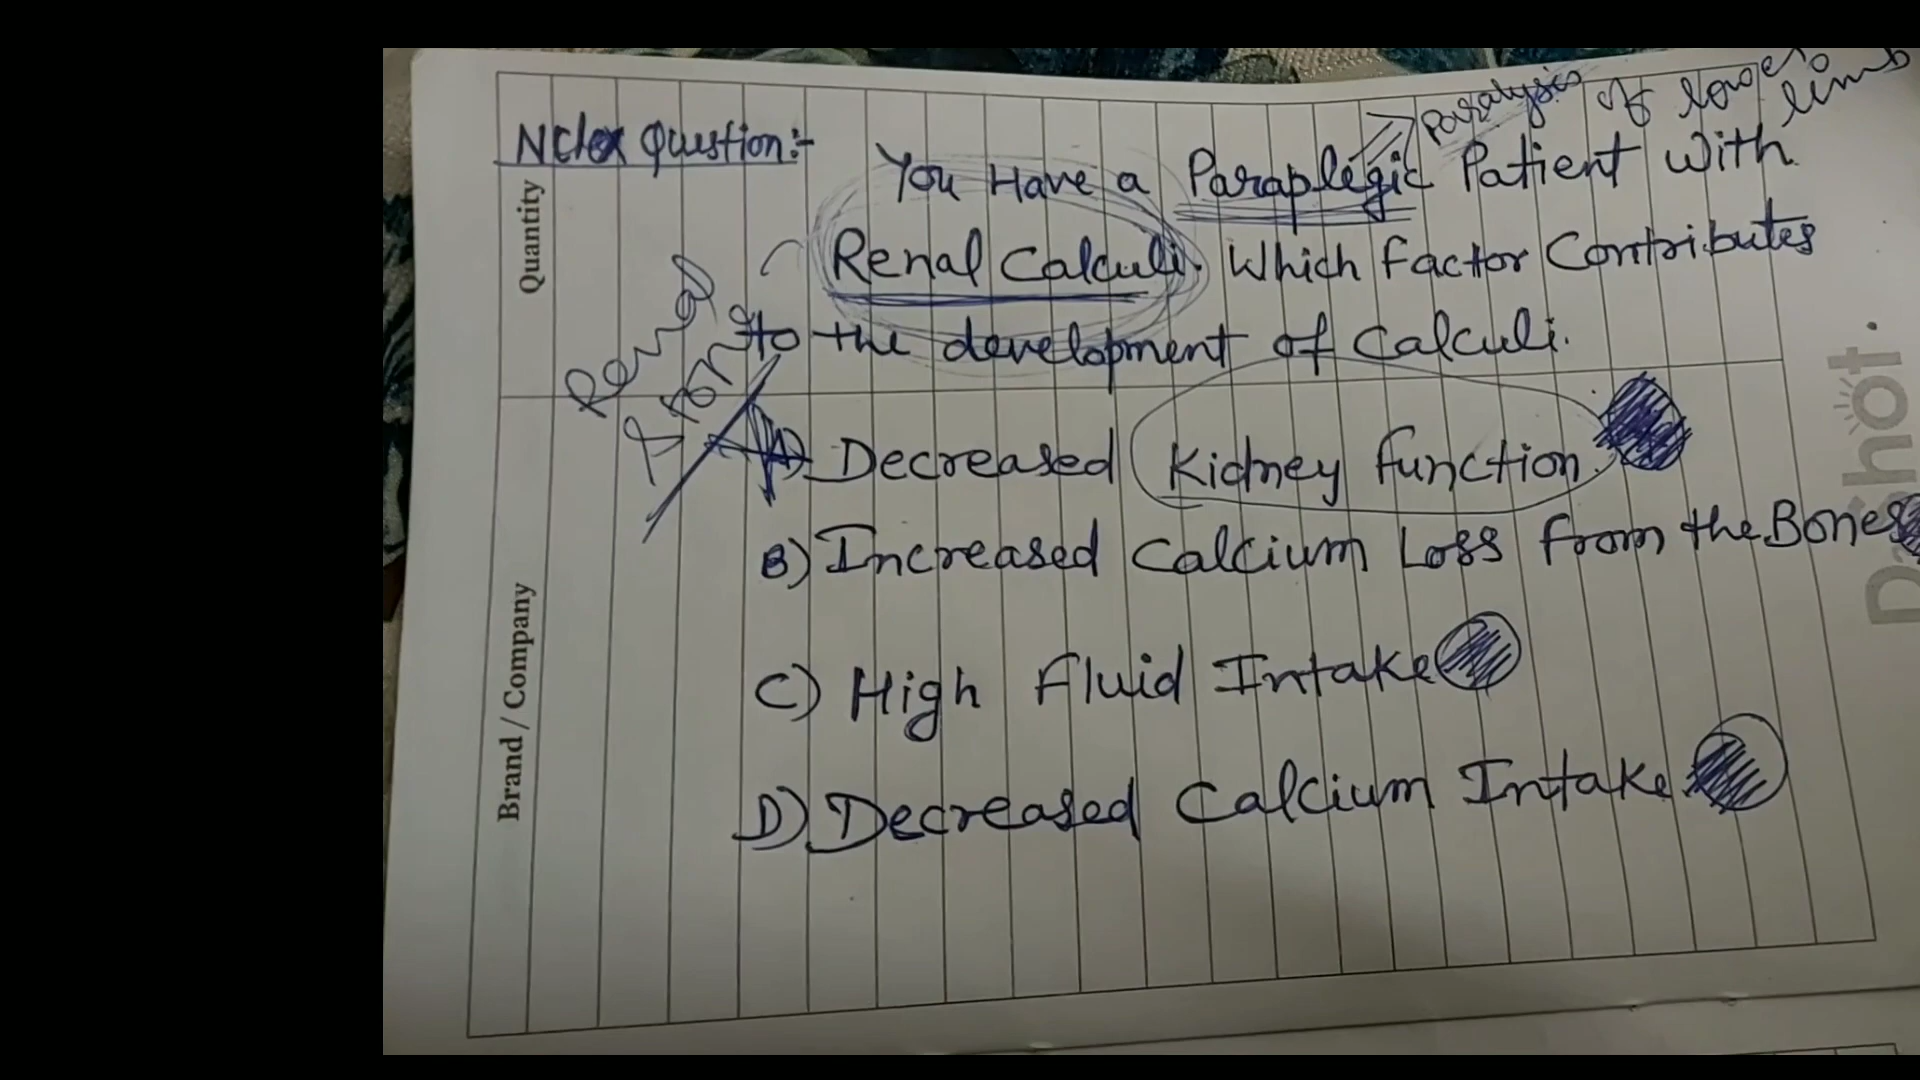 Paralysis of lower limb
Nclex Question:-
You Have a Paraplegic Patient With
Renal Calculi. Which Factor Contributes
to the development of Calculi.
Renal
Stone
A) Decreased Kidney function.
B) Increased Calcium Loss from the Bones
C) High Fluid Intake
D) Decreased Calcium Intake
Quantity
Brand / Company